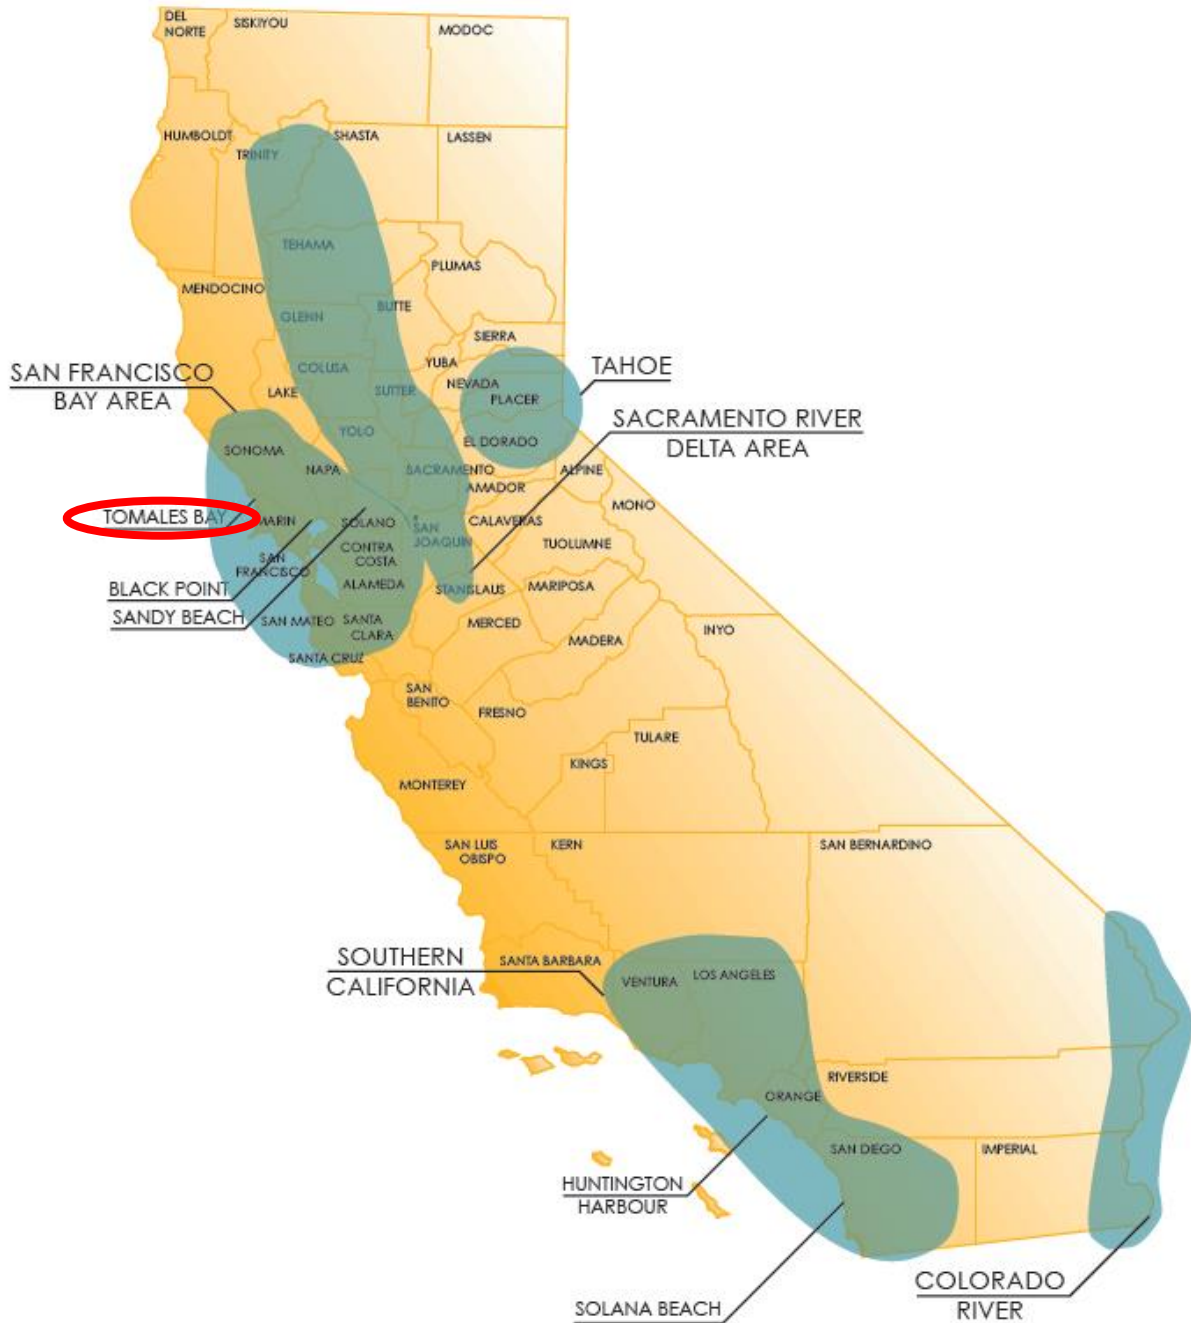 DEL
NORTE
SISKIYOU
MODOC
HUMBOLDT
TRINITY
SHASTA
LASSEN
TEHAMA
PLUMAS
MENDOCINO
GLENN
BUTTE
SIERRA
SAN FRANCISCO
BAY AREA
COLUSA
LAKE
SUTTER
YUBA
NEVADA
PLACER
TAHOE
SACRAMENTO RIVER
DELTA AREA
YOLO
EL DORADO
SONOMA
NAPA
SACRAMENTO
AMADOR
ALPINE
MONO
TOMALES BAY
MARIN
SOLANO
SAN
JOAQUIN
CALAVERAS
TUOLUMNE
CONTRA
COSTA
SAN
FRANCISCO
ALAMEDA
STANISLAUS
MARIPOSA
BLACK POINT
SANDY BEACH
SAN MATEO
SANTA
CLARA
MERCED
MADERA
INYO
SANTA CRUZ
SAN
BENITO
FRESNO
TULARE
KINGS
MONTEREY
SAN LUIS
OBISPO
KERN
SAN BERNARDINO
SOUTHERN
CALIFORNIA
SANTA BARBARA
VENTURA
LOS ANGELES
RIVERSIDE
ORANGE
SAN DIEGO
IMPERIAL
HUNTINGTON
HARBOUR
SOLANA BEACH
COLORADO
RIVER